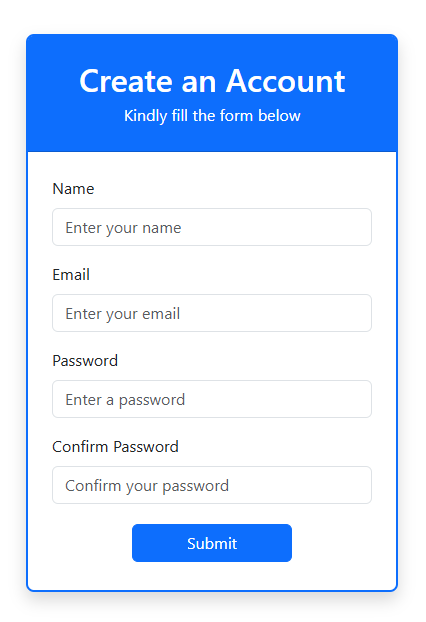 Create an Account
Kindly fill the form below
Name
Enter your name
Email
Enter your email
Password
Enter a password
Confirm Password
Confirm your password
Submit